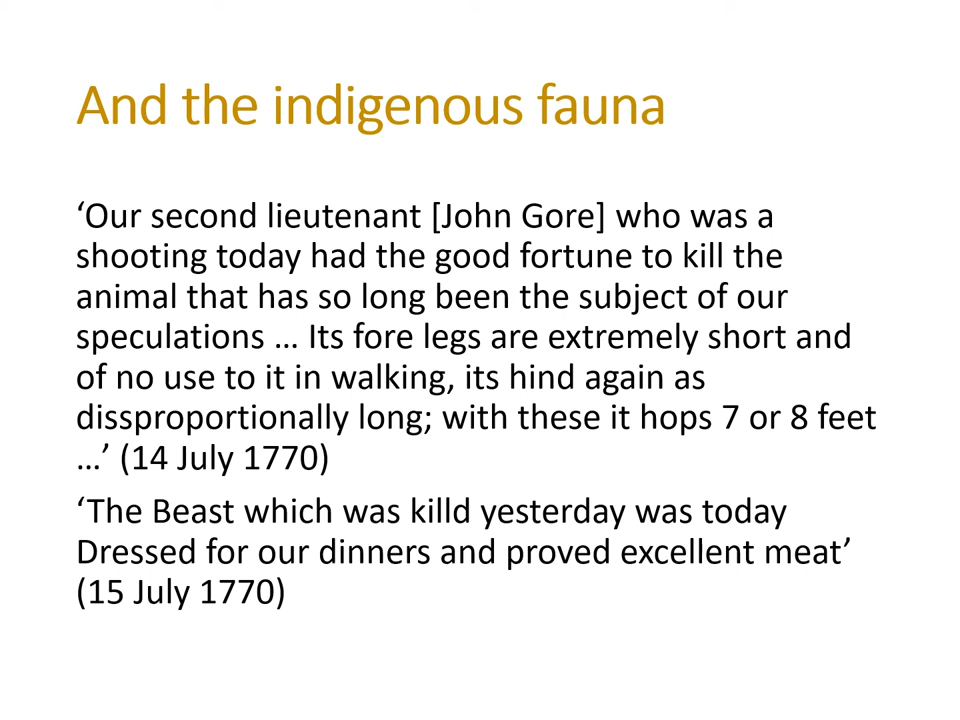 And the indigenous fauna
‘Our second lieutenant [John Gore] who was a
shooting today had the good fortune to kill the
animal that has so long been the subject of our
speculations … Its fore legs are extremely short and
of no use to it in walking, its hind again as
dissproportionally long; with these it hops 7 or 8 feet
…’ (14 July 1770)
‘The Beast which was killd yesterday was today
Dressed for our dinners and proved excellent meat’
(15 July 1770)